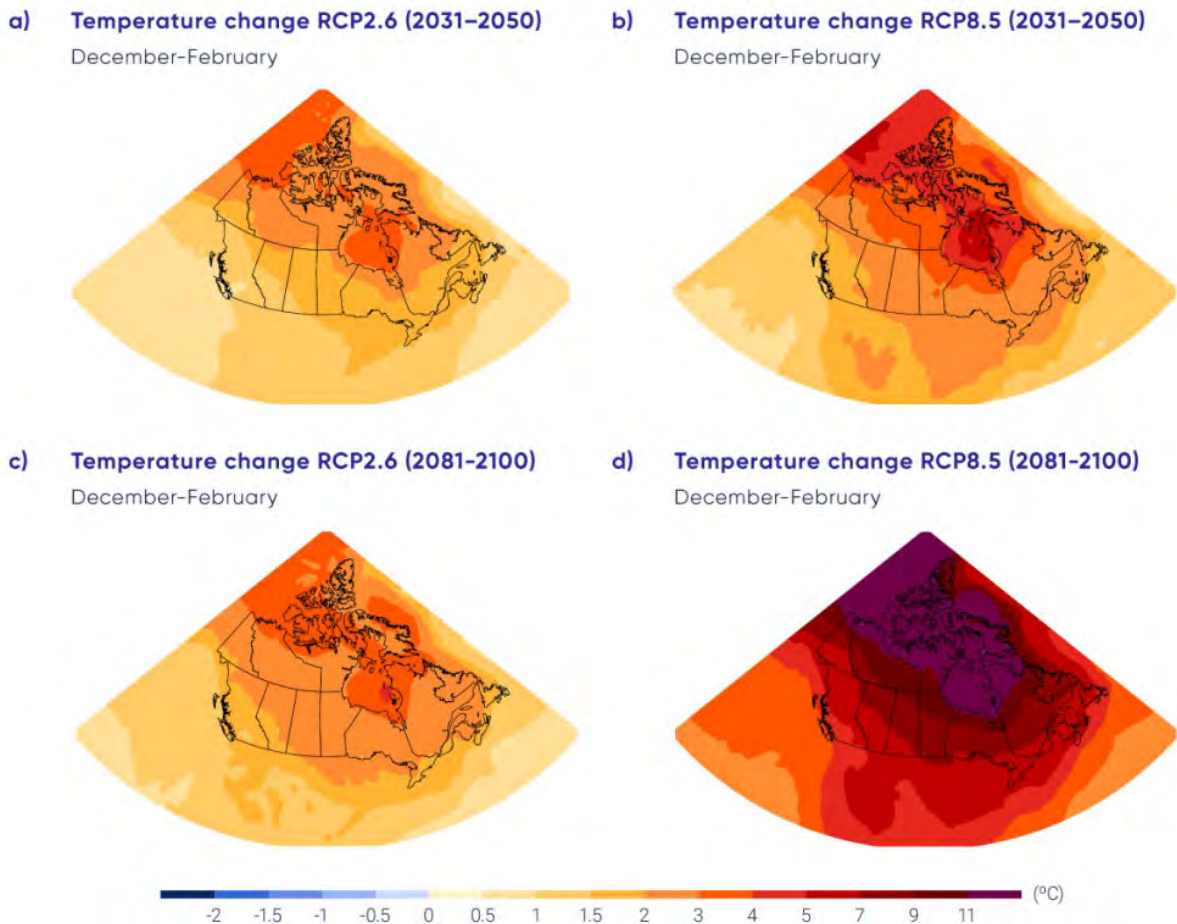 a) Temperature change RCP2.6 (2031–2050)
December-February
b) Temperature change RCP8.5 (2031–2050)
December-February
c) Temperature change RCP2.6 (2081-2100)
December-February
d) Temperature change RCP8.5 (2081-2100)
December-February
(ºC)
-2 -1.5 -1 -0.5 0 0.5 1 1.5 2 3 4 5 7 9 11